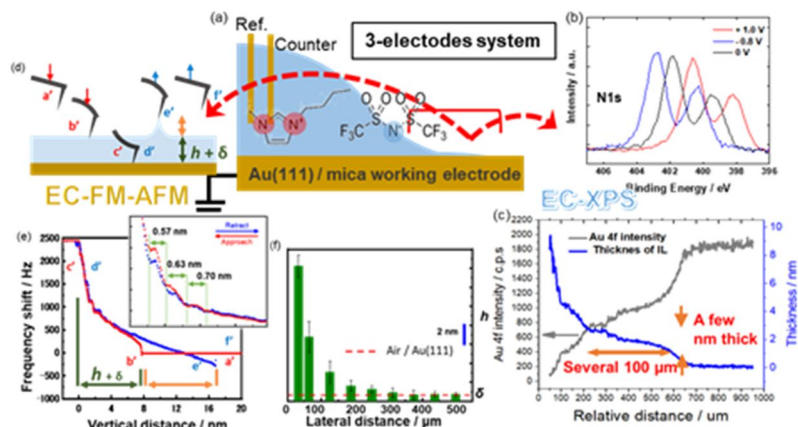 (a)
Ref.
Counter
3-electodes system
N
N+
O O O O
S
S
F₃C
N-
CF₃
Au(111) / mica working electrode
(b)
+ 1.0 V
- 0.8 V
0 V
N1s
Intensity / a.u.
406 404 402 400 398 396
Binding Energy / eV
EC-XPS
(c)
Au 4f intensity
Thicknes of IL
Au 4f intensity / c.p.s
2200
2000
1800
1600
1400
1200
1000
800
600
400
200
0
10
8
6
4
2
0
Thickness / nm
A few
nm thick
Several 100 µm
0 100 200 300 400 500 600 700 800 900 1000
Relative distance / um
(d)
a'
b'
c'
d'
e'
f'
h + δ
EC-FM-AFM
(e)
Frequency shift / Hz
2500
2000
1500
1000
500
0
-500
-1000
c'
d'
0.57 nm
0.63 nm
0.70 nm
Retract
Approach
b'
e'
f'
a'
h + δ
0 4 8 12 16 20
Vertical distance / nm
(f)
h
2 nm
Air / Au(111)
δ
0 100 200 300 400 500
Lateral distance / µm